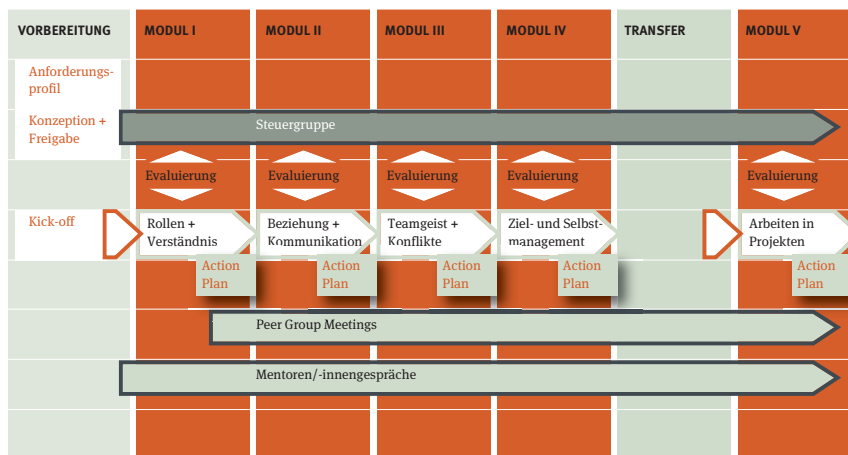 VORBEREITUNG
MODUL I
MODUL II
MODUL III
MODUL IV
TRANSFER
MODUL V
Anforderungs-
profil
Konzeption +
Freigabe
Steuergruppe
Evaluierung
Evaluierung
Evaluierung
Evaluierung
Evaluierung
Kick-off
Rollen +
Verständnis
Beziehung +
Kommunikation
Teamgeist +
Konflikte
Ziel- und Selbst-
management
Arbeiten in
Projekten
Action
Plan
Action
Plan
Action
Plan
Action
Plan
Action
Plan
Peer Group Meetings
Mentoren/-innengespräche